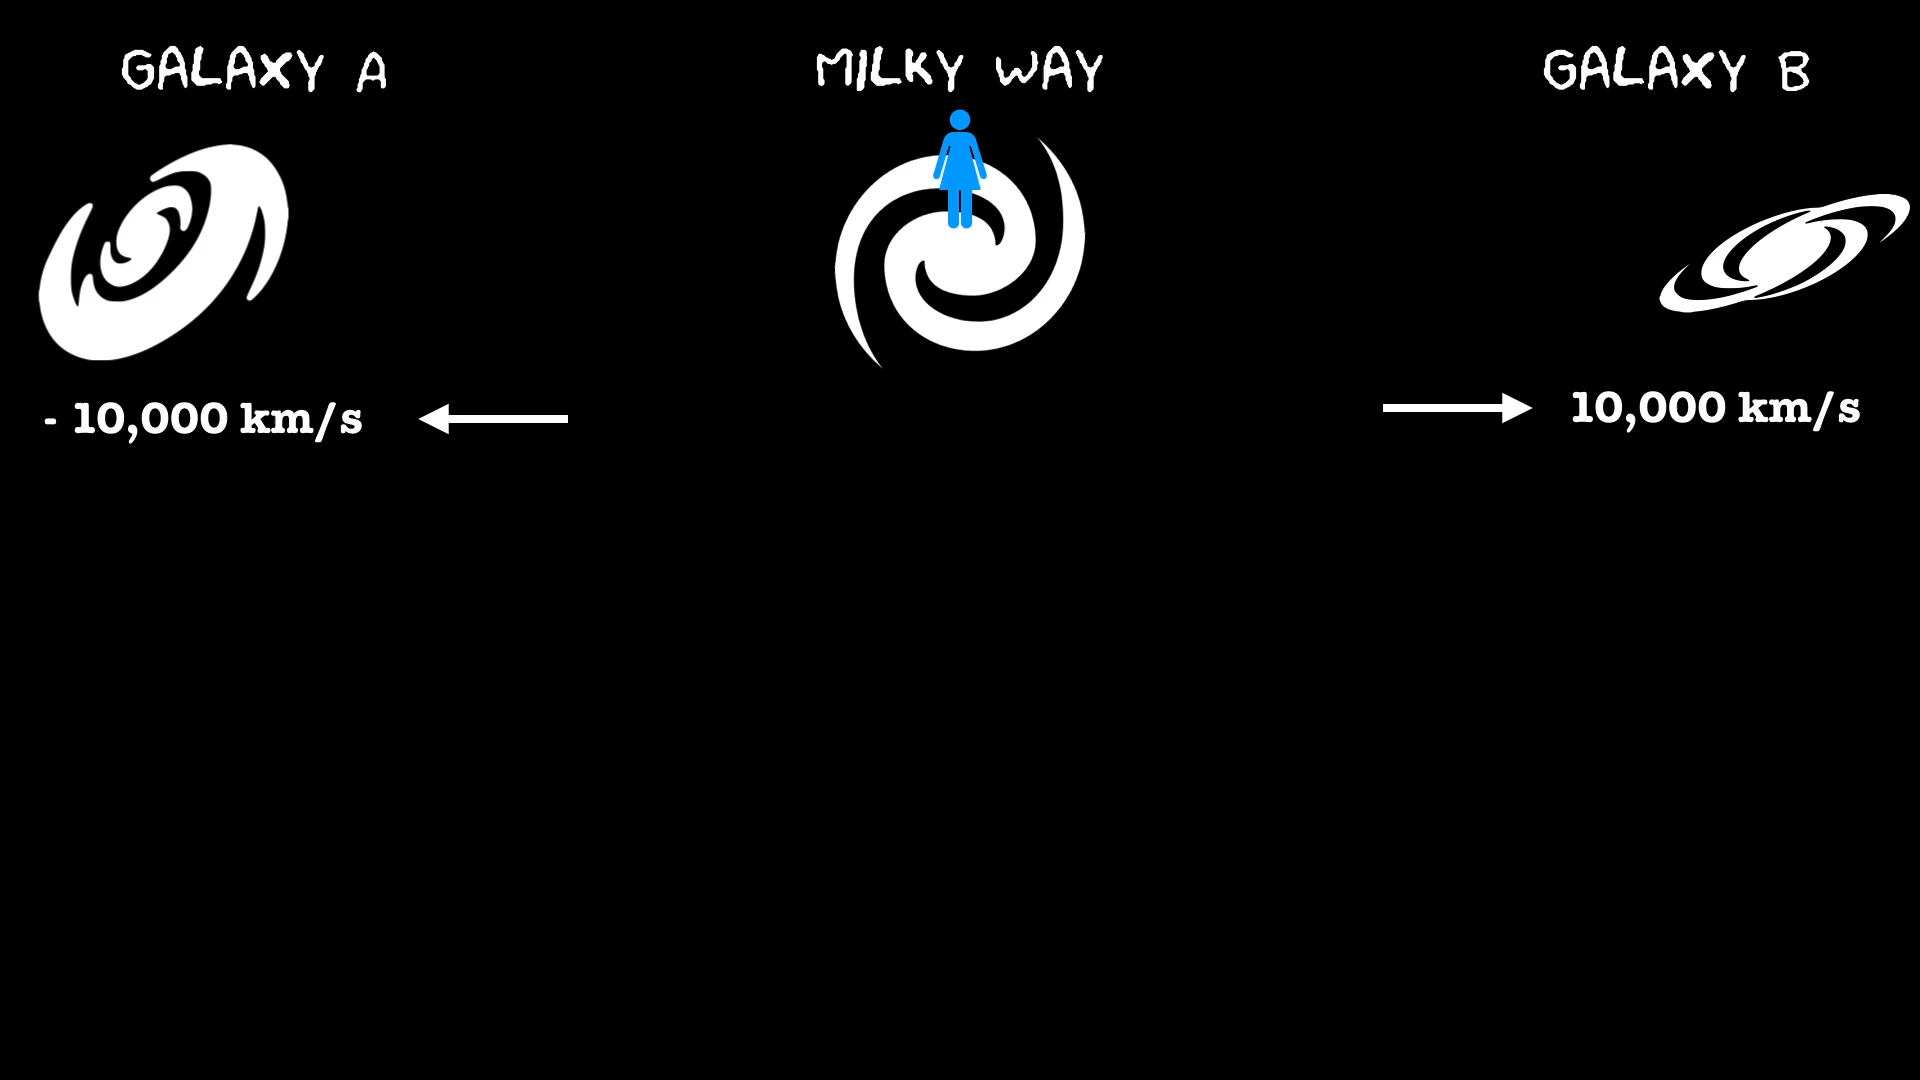 GALAXY A
MILKY WAY
GALAXY B
- 10,000 km/s
10,000 km/s